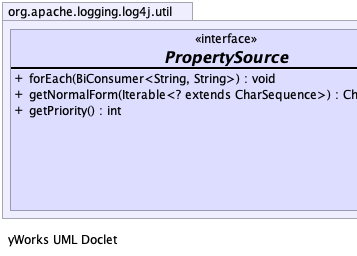 org.apache.logging.log4j.util
«interface»
PropertySource
+ forEach(BiConsumer<String, String>) : void
+ getNormalForm(Iterable<? extends CharSequence>) : Ch
+ getPriority() : int
yWorks UML Doclet